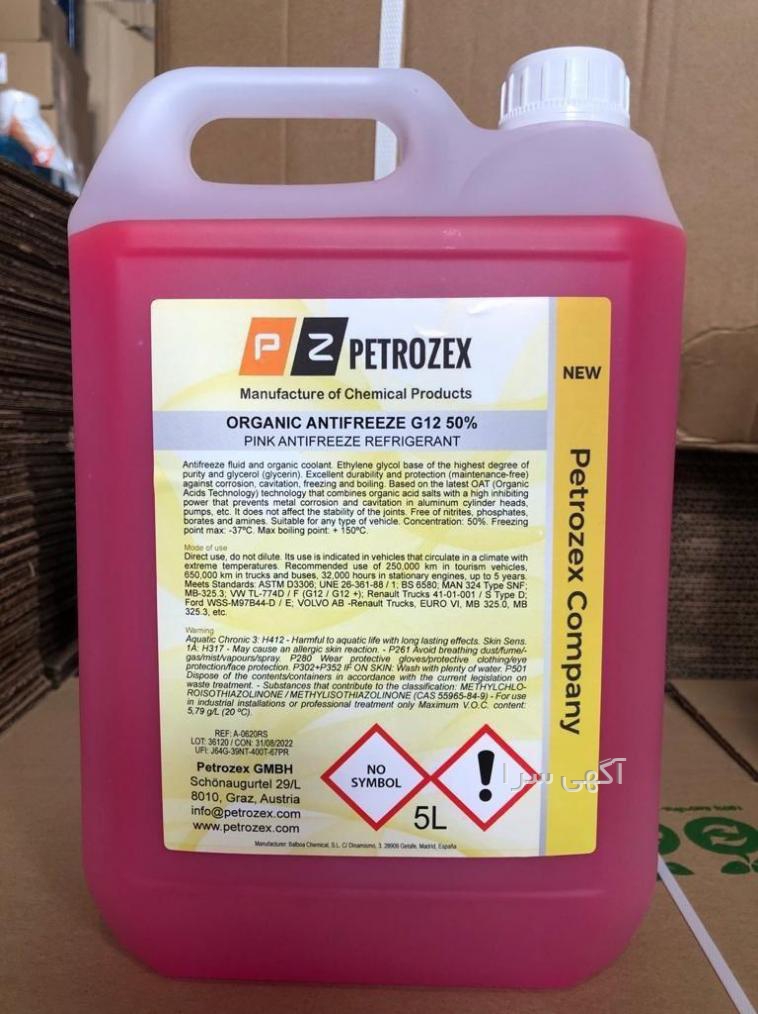 PZ PETROZEX
Manufacture of Chemical Products
ORGANIC ANTIFREEZE G12 50%
PINK ANTIFREEZE REFRIGERANT
Antifreeze fluid and organic coolant. Ethylene glycol base of the highest degree of
purity and glycerol (glycerin). Excellent durability and protection (maintenance-free)
against corrosion, cavitation, freezing and boiling. Based on the latest OAT (Organic
Acids Technology) technology that combines organic acid salts with a high inhibiting
power that prevents metal corrosion and cavitation in aluminum cylinder heads,
pumps, etc. It does not affect the stability of the joints. Free of nitrites, phosphates,
borates and amines. Suitable for any type of vehicle. Concentration: 50%. Freezing
point max: -37ºC. Max boiling point: + 150ºC.
Mode of use
Direct use, do not dilute. Its use is indicated in vehicles that circulate in a climate with
extreme temperatures. Recommended use of 250,000 km in tourism vehicles,
650,000 km in trucks and buses, 32,000 hours in stationary engines, up to 5 years.
Meets Standards: ASTM D3306; UNE 26-361-88 / 1; BS 6580; MAN 324 Type SNF;
MB-325.3; VW TL-774D / F (G12 / G12 +); Renault Trucks 41-01-001 / S Type D;
Ford WSS-M97B44-D / E; VOLVO AB -Renault Trucks, EURO VI, MB 325.0, MB
325.3, etc.
Warning
Aquatic Chronic 3: H412 - Harmful to aquatic life with long lasting effects. Skin Sens.
1A: H317 - May cause an allergic skin reaction. - P261 Avoid breathing dust/fume/-
gas/mist/vapours/spray. P280 Wear protective gloves/protective clothing/eye
protection/face protection. P302+P352 IF ON SKIN: Wash with plenty of water. P501
Dispose of the contents/containers in accordance with the current legislation on
waste treatment. - Substances that contribute to the classification: METHYLCHLO-
ROISOTHIAZOLINONE / METHYLISOTHIAZOLINONE (CAS 55965-84-9) - For use
in industrial installations or professional treatment only Maximum V.O.C. content:
5,79 g/L (20 ºC).
REF: A-0620RS
LOT: 36120 / CON: 31/08/2022
UFI: J64G-39NT-400T-67PR
Petrozex GMBH
Schönaugurtel 29/L
8010, Graz, Austria
info@petrozex.com
www.petrozex.com
NO
SYMBOL
!
5L
Manufacturer: Balboa Chemical, S.L. C/ Dinamismo, 3. 28906 Getafe, Madrid, España
NEW
Petrozex Company
آگهی سرا